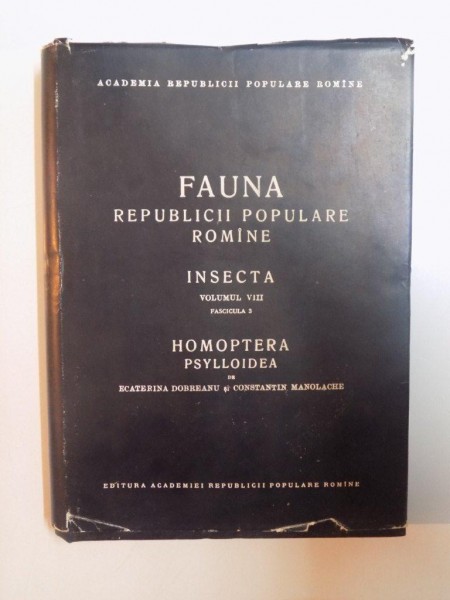 ACADEMIA REPUBLICII POPULARE ROMÎNE
FAUNA
REPUBLICII POPULARE
ROMÎNE
INSECTA
VOLUMUL VIII
FASCICULA 3
HOMOPTERA
PSYLLOIDEA
DE
ECATERINA DOBREANU și CONSTANTIN MANOLACHE
EDITURA ACADEMIEI REPUBLICII POPULARE ROMÎNE